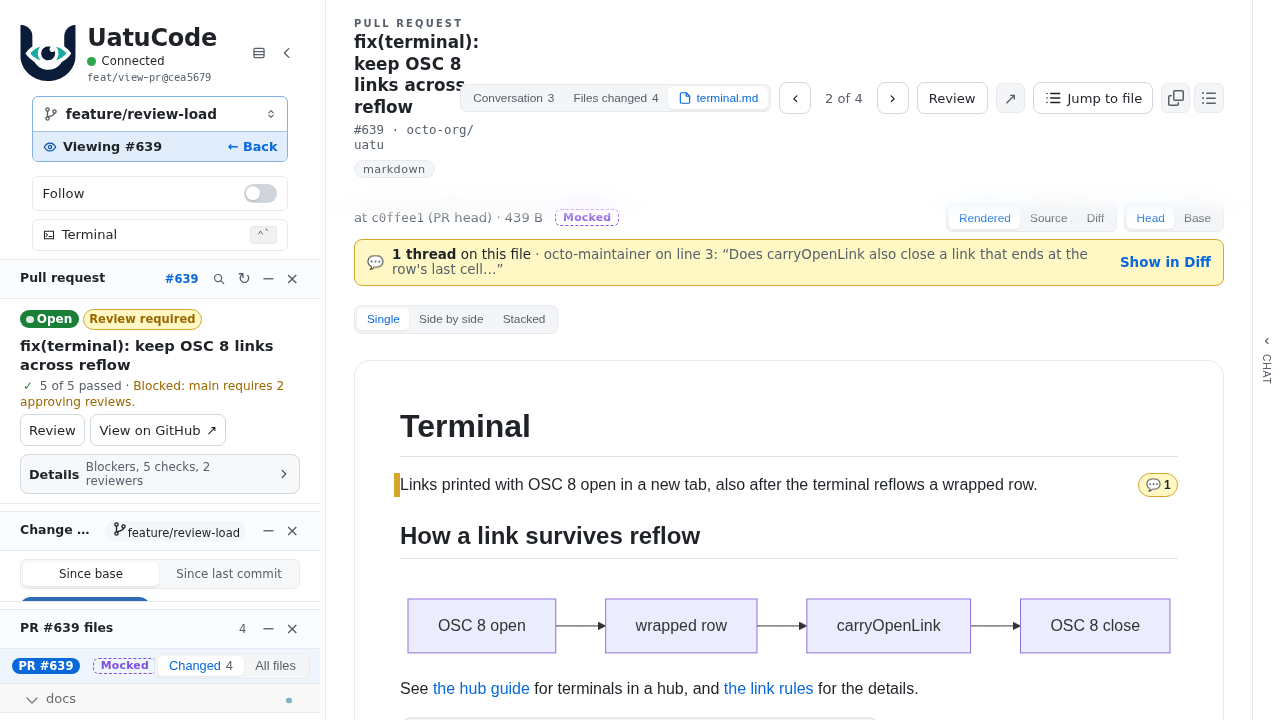 UatuCode
Connected
feat/view-pr@cea5679
feature/review-load
Viewing #639
← Back
Follow
Terminal
⌃`
Pull request
#639
Open
Review required
fix(terminal): keep OSC 8 links
across reflow
✓ 5 of 5 passed · Blocked: main requires 2
approving reviews.
Review
View on GitHub ↗
Details
Blockers, 5 checks, 2
reviewers
Change ...
feature/review-load
Since base
Since last commit
PR #639 files
4
PR #639
Mocked
Changed 4
All files
docs
PULL REQUEST
fix(terminal):
keep OSC 8
links across
reflow
#639 · octo-org/
uatu
markdown
Conversation 3
Files changed 4
terminal.md
2 of 4
Review
↗
Jump to file
at c0ffee1 (PR head) · 439 B
Mocked
Rendered
Source
Diff
Head
Base
1 thread on this file · octo-maintainer on line 3: “Does carryOpenLink also close a link that ends at the
row's last cell…”
Show in Diff
Single
Side by side
Stacked
Terminal
Links printed with OSC 8 open in a new tab, also after the terminal reflows a wrapped row.
1
How a link survives reflow
OSC 8 open
wrapped row
carryOpenLink
OSC 8 close
See the hub guide for terminals in a hub, and the link rules for the details.
CHAT